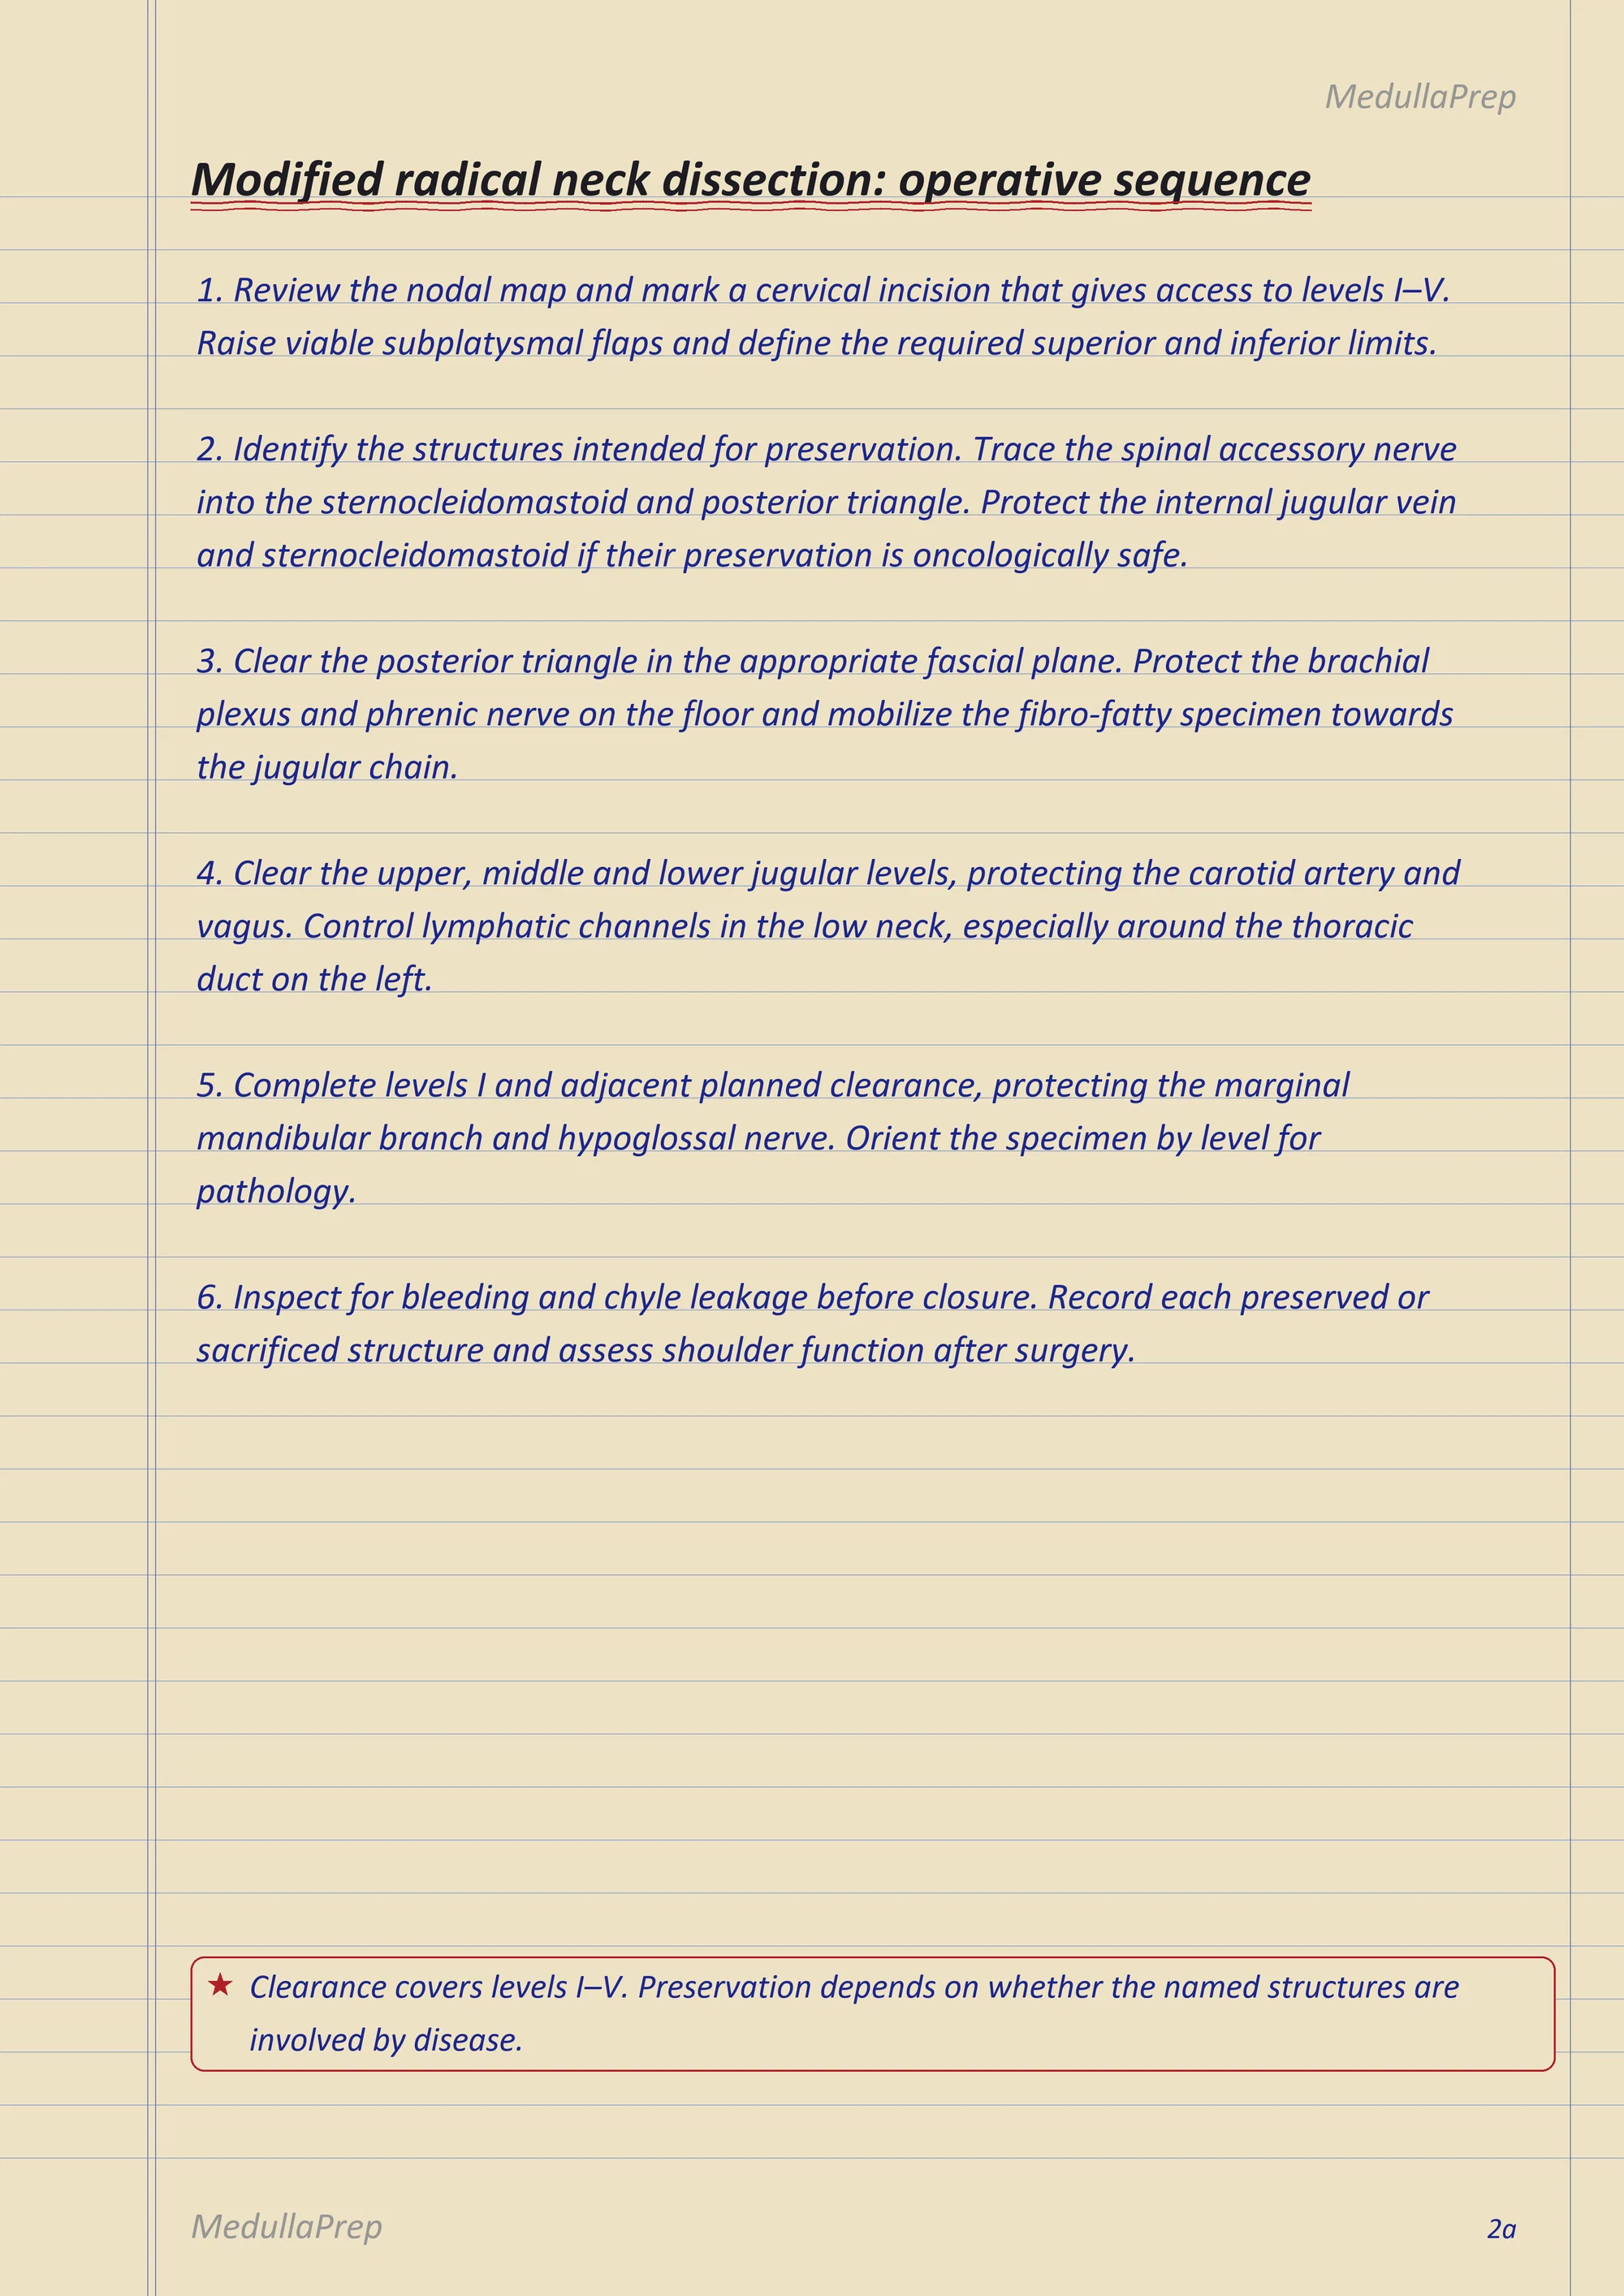 MedullaPrep
Modified radical neck dissection: operative sequence
1. Review the nodal map and mark a cervical incision that gives access to levels I–V.
Raise viable subplatysmal flaps and define the required superior and inferior limits.
2. Identify the structures intended for preservation. Trace the spinal accessory nerve
into the sternocleidomastoid and posterior triangle. Protect the internal jugular vein
and sternocleidomastoid if their preservation is oncologically safe.
3. Clear the posterior triangle in the appropriate fascial plane. Protect the brachial
plexus and phrenic nerve on the floor and mobilize the fibro-fatty specimen towards
the jugular chain.
4. Clear the upper, middle and lower jugular levels, protecting the carotid artery and
vagus. Control lymphatic channels in the low neck, especially around the thoracic
duct on the left.
5. Complete levels I and adjacent planned clearance, protecting the marginal
mandibular branch and hypoglossal nerve. Orient the specimen by level for
pathology.
6. Inspect for bleeding and chyle leakage before closure. Record each preserved or
sacrificed structure and assess shoulder function after surgery.
★ Clearance covers levels I–V. Preservation depends on whether the named structures are
involved by disease.
MedullaPrep
2a